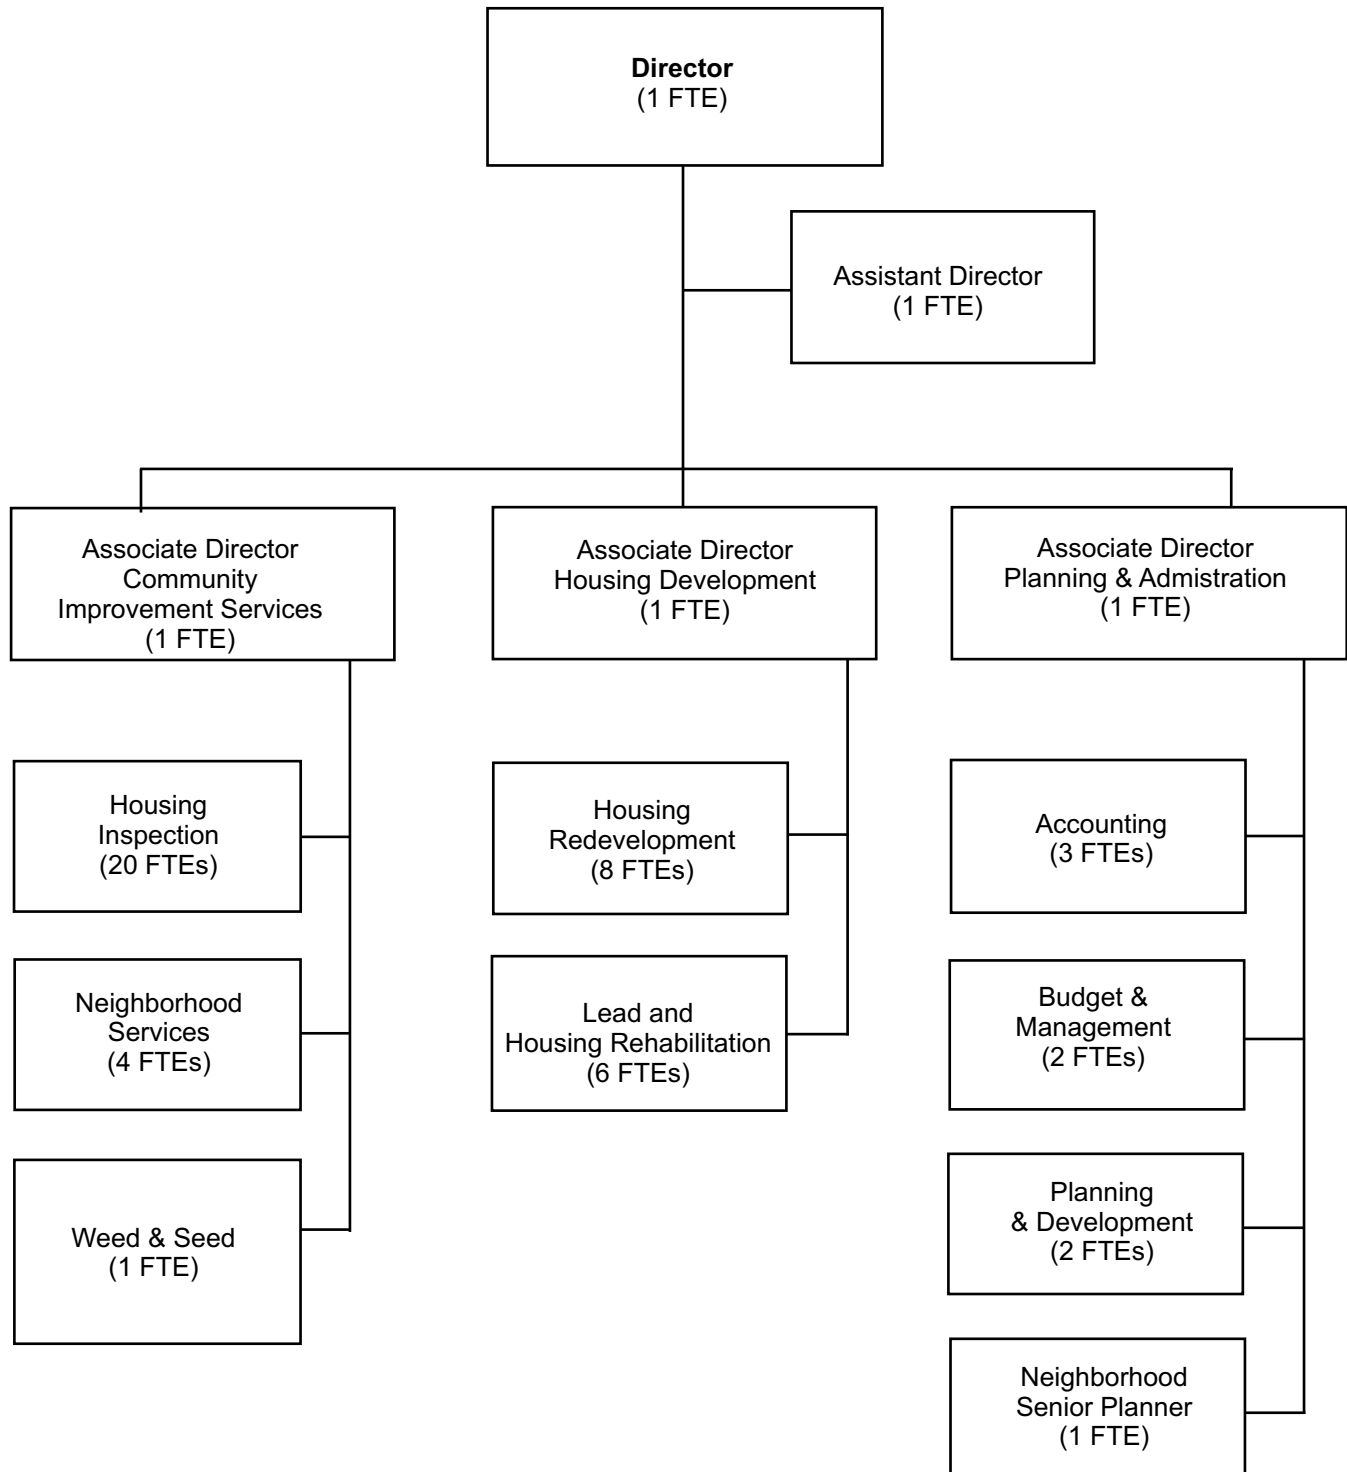 Director
(1 FTE)
Assistant Director
(1 FTE)
Associate Director
Community
Improvement Services
(1 FTE)
Associate Director
Housing Development
(1 FTE)
Associate Director
Planning & Admistration
(1 FTE)
Housing
Inspection
(20 FTEs)
Neighborhood
Services
(4 FTEs)
Weed & Seed
(1 FTE)
Housing
Redevelopment
(8 FTEs)
Lead and
Housing Rehabilitation
(6 FTEs)
Accounting
(3 FTEs)
Budget &
Management
(2 FTEs)
Planning
& Development
(2 FTEs)
Neighborhood
Senior Planner
(1 FTE)